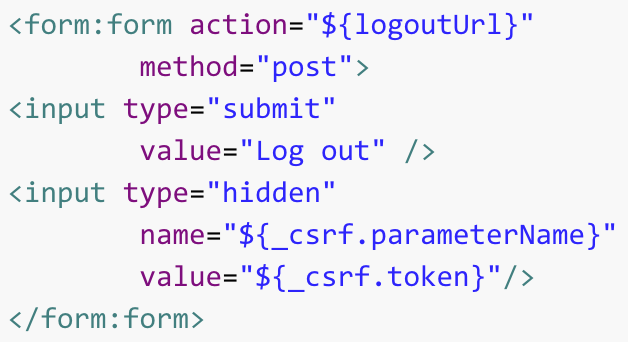 <form:form action="${logoutUrl}"
method="post">
<input type="submit"
value="Log out" />
<input type="hidden"
name="${_csrf.parameterName}"
value="${_csrf.token}"/>
</form:form>